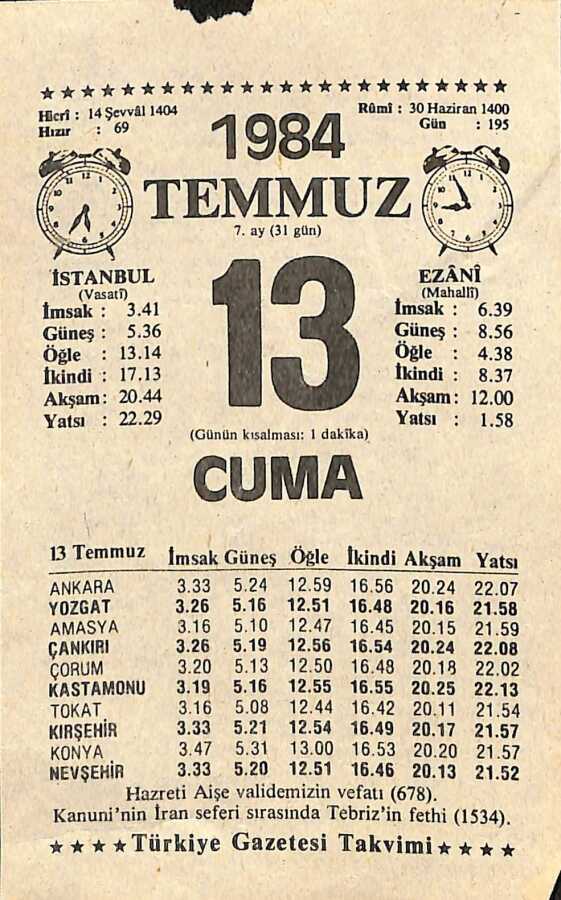 ★★★★★★★★★★★★★★★★★★★★★★★★
Hicrî : 14 Şevvâl 1404
Hızır : 69
1984
Rûmî : 30 Haziran 1400
Gün : 195
TEMMUZ
7. ay (31 gün)
İSTANBUL
(Vasatî)
İmsak : 3.41
Güneş : 5.36
Öğle : 13.14
İkindi : 17.13
Akşam : 20.44
Yatsı : 22.29
13
EZÂNÎ
(Mahallî)
İmsak : 6.39
Güneş : 8.56
Öğle : 4.38
İkindi : 8.37
Akşam: 12.00
Yatsı : 1.58
(Günün kısalması: 1 dakîka)
CUMA
13 Temmuz İmsak Güneş Öğle İkindi Akşam Yatsı
ANKARA 3.33 5.24 12.59 16.56 20.24 22.07
YOZGAT 3.26 5.16 12.51 16.48 20.16 21.58
AMASYA 3.16 5.10 12.47 16.45 20.15 21.59
ÇANKIRI 3.26 5.19 12.56 16.54 20.24 22.08
ÇORUM 3.20 5.13 12.50 16.48 20.18 22.02
KASTAMONU 3.19 5.16 12.55 16.55 20.25 22.13
TOKAT 3.16 5.08 12.44 16.42 20.11 21.54
KIRŞEHİR 3.33 5.21 12.54 16.49 20.17 21.57
KONYA 3.47 5.31 13.00 16.53 20.20 21.57
NEVŞEHİR 3.33 5.20 12.51 16.46 20.13 21.52
Hazreti Aişe validemizin vefatı (678).
Kanuni'nin İran seferi sırasında Tebriz'in fethi (1534).
★★★★Türkiye Gazetesi Takvimi★★★★